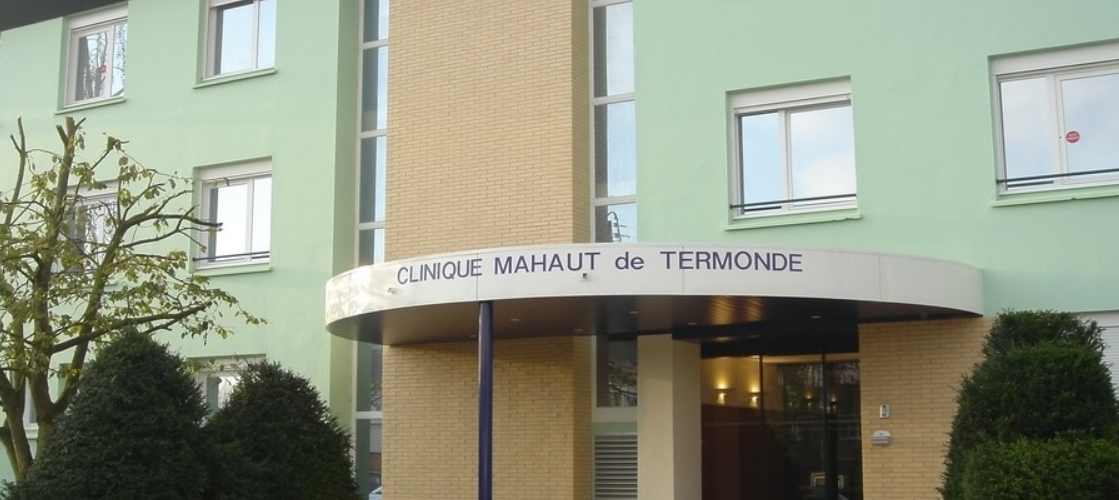 CLINIQUE MAHAUT de TERMONDE